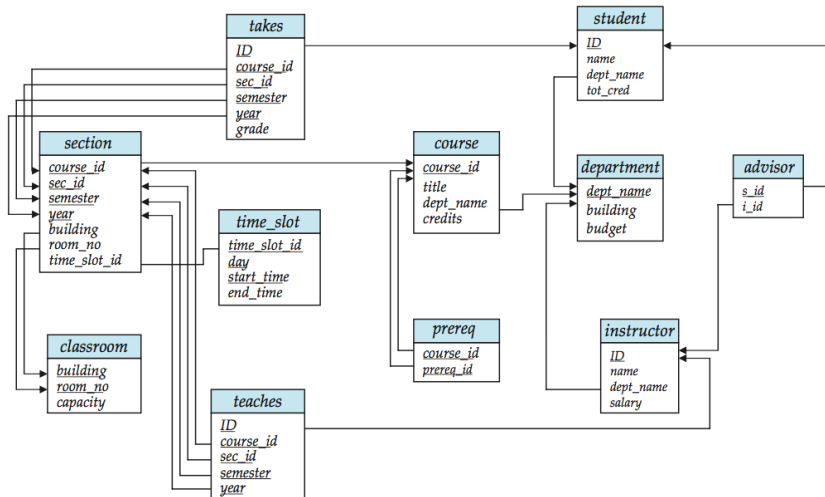 takes
ID
course_id
sec_id
semester
year
grade
student
ID
name
dept_name
tot_cred
section
course_id
sec_id
semester
year
building
room_no
time_slot_id
course
course_id
title
dept_name
credits
department
dept_name
building
budget
advisor
s_id
i_id
time_slot
time_slot_id
day
start_time
end_time
prereq
course_id
prereq_id
instructor
ID
name
dept_name
salary
classroom
building
room_no
capacity
teaches
ID
course_id
sec_id
semester
year